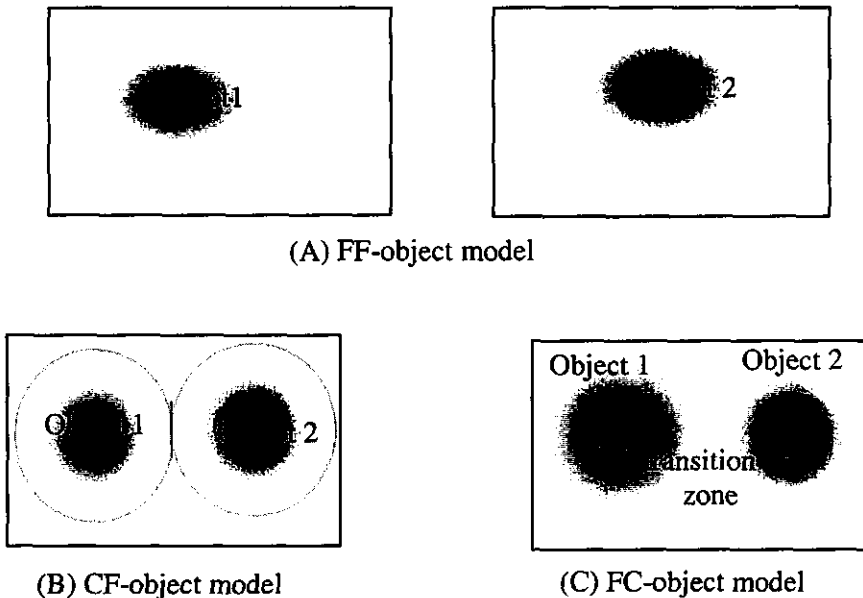 1
2
(A) FF-object model
1
2
Object 1
Object 2
zone
(B) CF-object model
(C) FC-object model